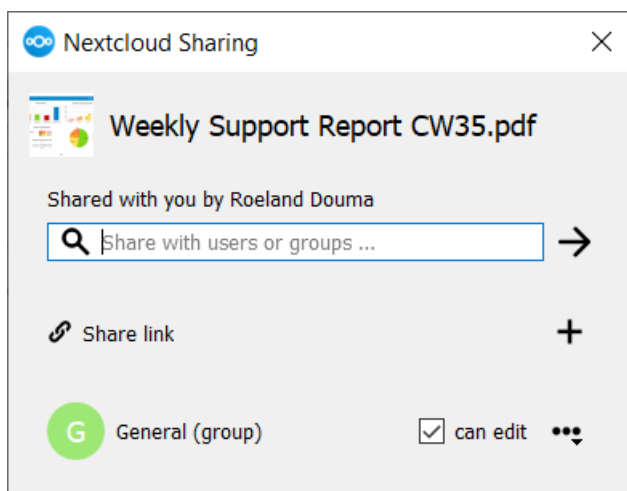 Nextcloud Sharing
Weekly Support Report CW35.pdf
Shared with you by Roeland Douma
Share with users or groups ...
Share link
G General (group) can edit